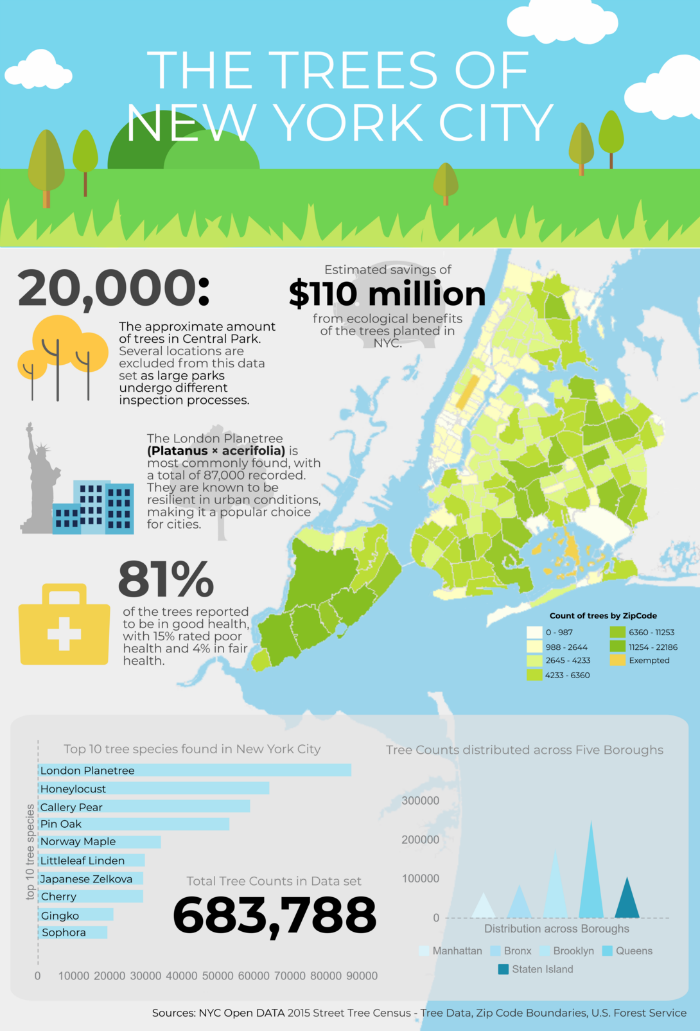 THE TREES OF
NEW YORK CITY
20,000:
The approximate amount
of trees in Central Park.
Several locations are
excluded from this data
set as large parks
undergo different
inspection processes.
Estimated savings of
$110 million
from ecological benefits
of the trees planted in
NYC.
The London Planetree
(Platanus × acerifolia) is
most commonly found, with
a total of 87,000 recorded.
They are known to be
resilient in urban conditions,
making it a popular choice
for cities.
81%
of the trees reported
to be in good health,
with 15% rated poor
health and 4% in fair
health.
Count of trees by ZipCode
0 - 987
988 - 2644
2645 - 4233
4233 - 6360
6360 - 11253
11254 - 22186
Exempted
Top 10 tree species found in New York City
top 10 tree species
London Planetree
Honeylocust
Callery Pear
Pin Oak
Norway Maple
Littleleaf Linden
Japanese Zelkova
Cherry
Gingko
Sophora
0 10000 20000 30000 40000 50000 60000 70000 80000 90000
Total Tree Counts in Data set
683,788
Tree Counts distributed across Five Boroughs
300000
200000
100000
0
Distribution across Boroughs
Manhattan Bronx Brooklyn Queens
Staten Island
Sources: NYC Open DATA 2015 Street Tree Census - Tree Data, Zip Code Boundaries, U.S. Forest Service